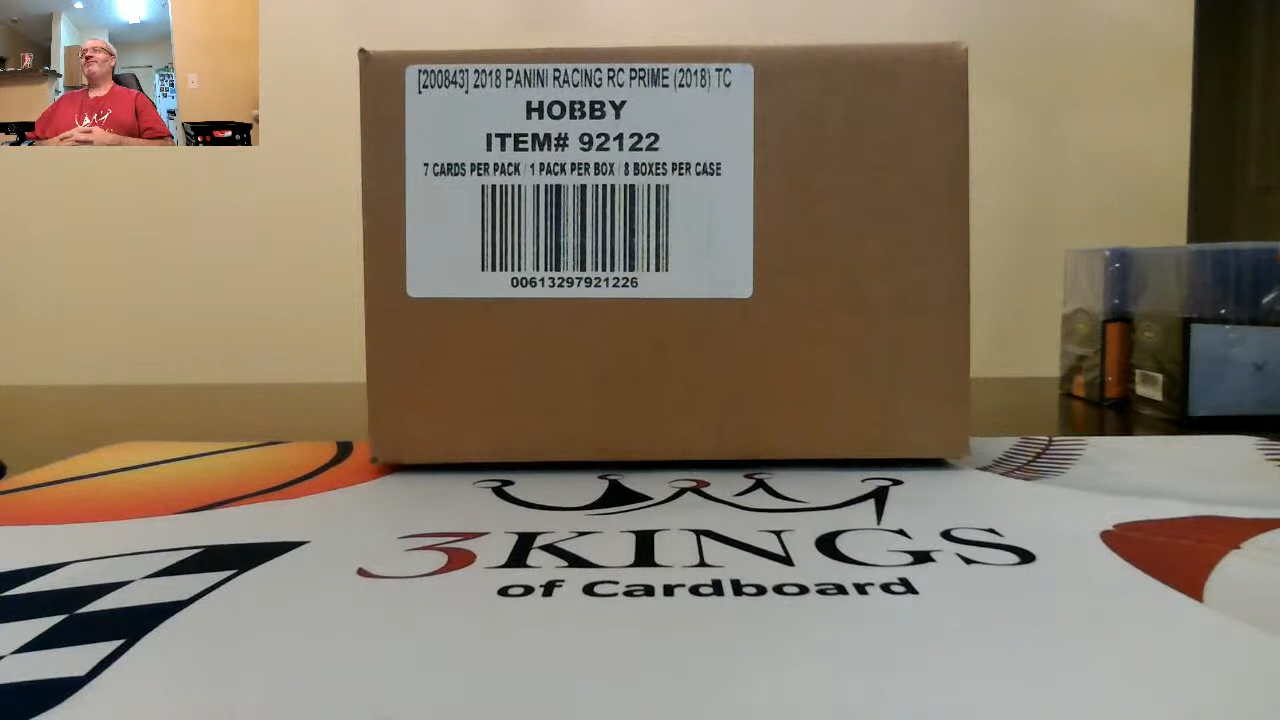 [200843] 2018 PANINI RACING RC PRIME (2018) TC
HOBBY
ITEM# 92122
7 CARDS PER PACK / 1 PACK PER BOX / 8 BOXES PER CASE
00613297921226
3KINGS
of Cardboard